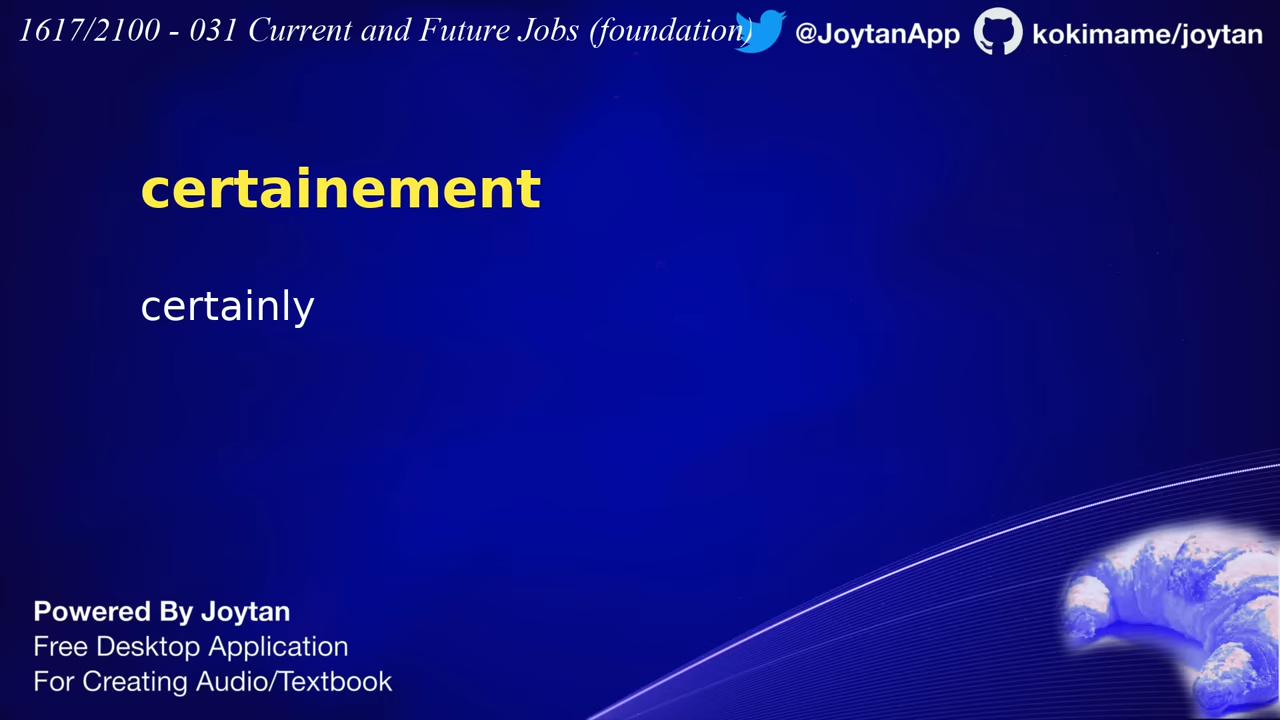 1617/2100 - 031 Current and Future Jobs (foundation)
@JoytanApp
kokimame/joytan
certainement
certainly
Powered By Joytan
Free Desktop Application
For Creating Audio/Textbook